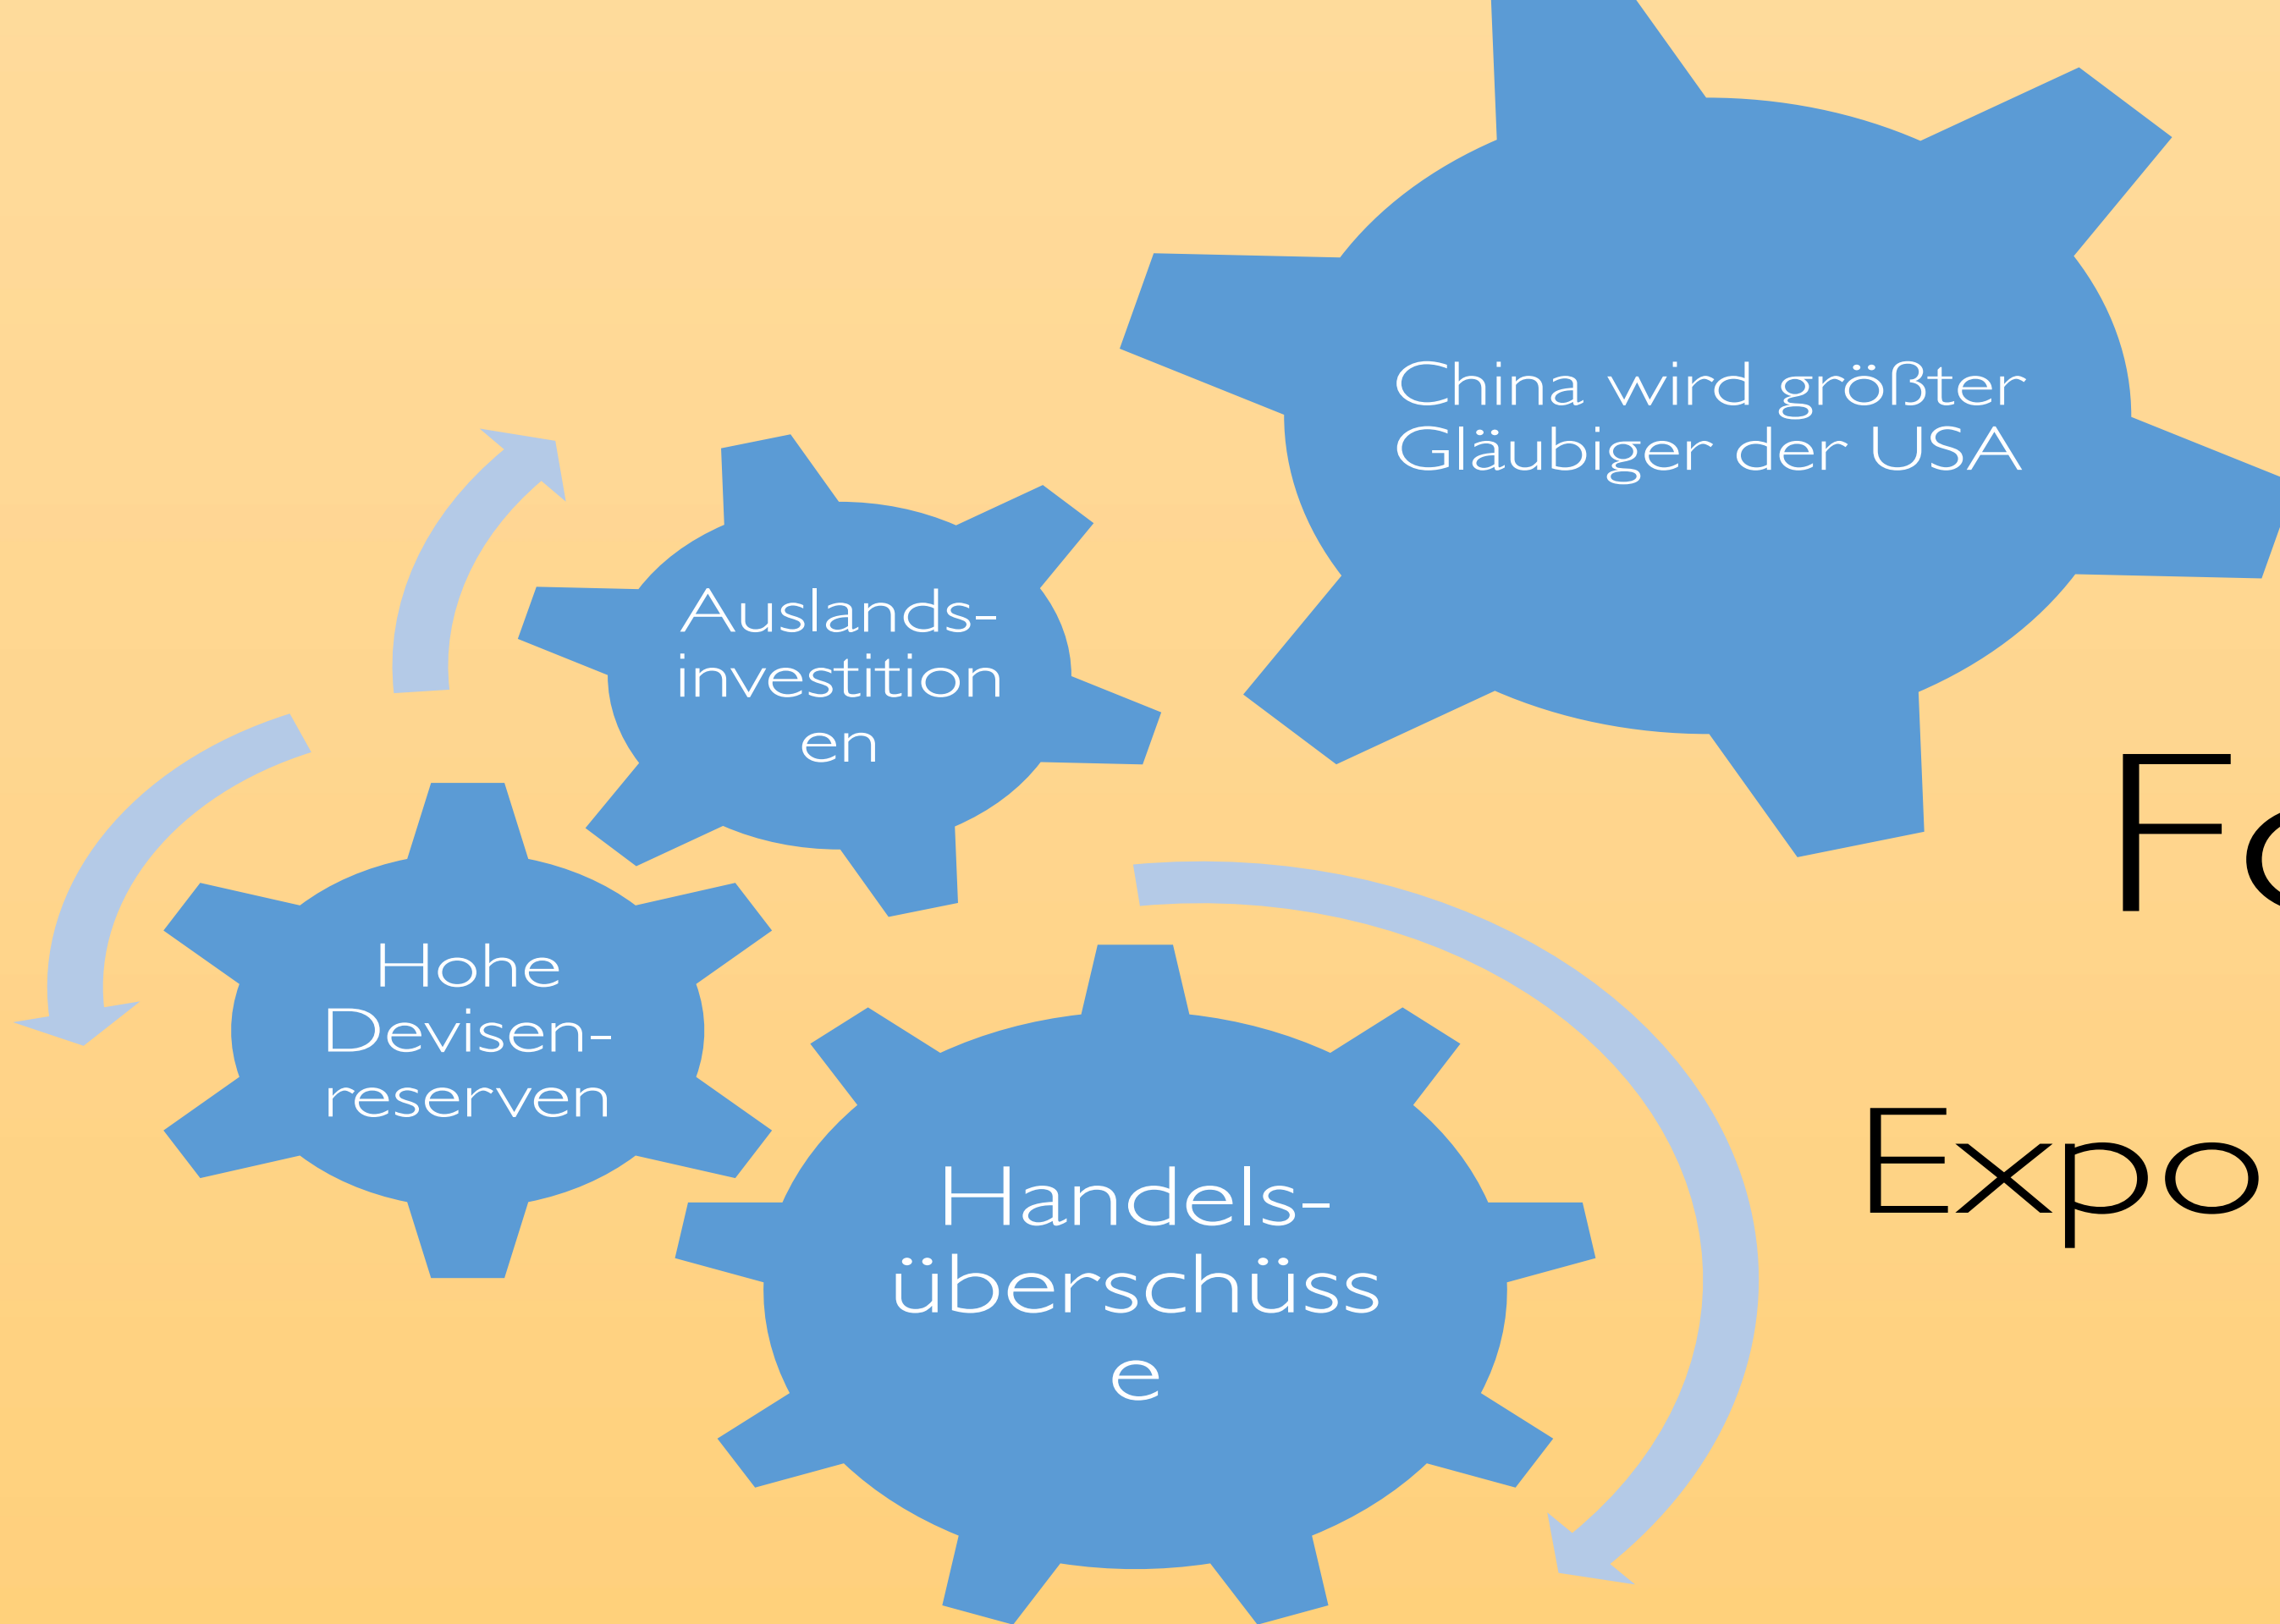 China wird größter
Gläubiger der USA
Auslands-
investition
en
Hohe
Devisen-
reserven
Handels-
überschüss
e
Expo